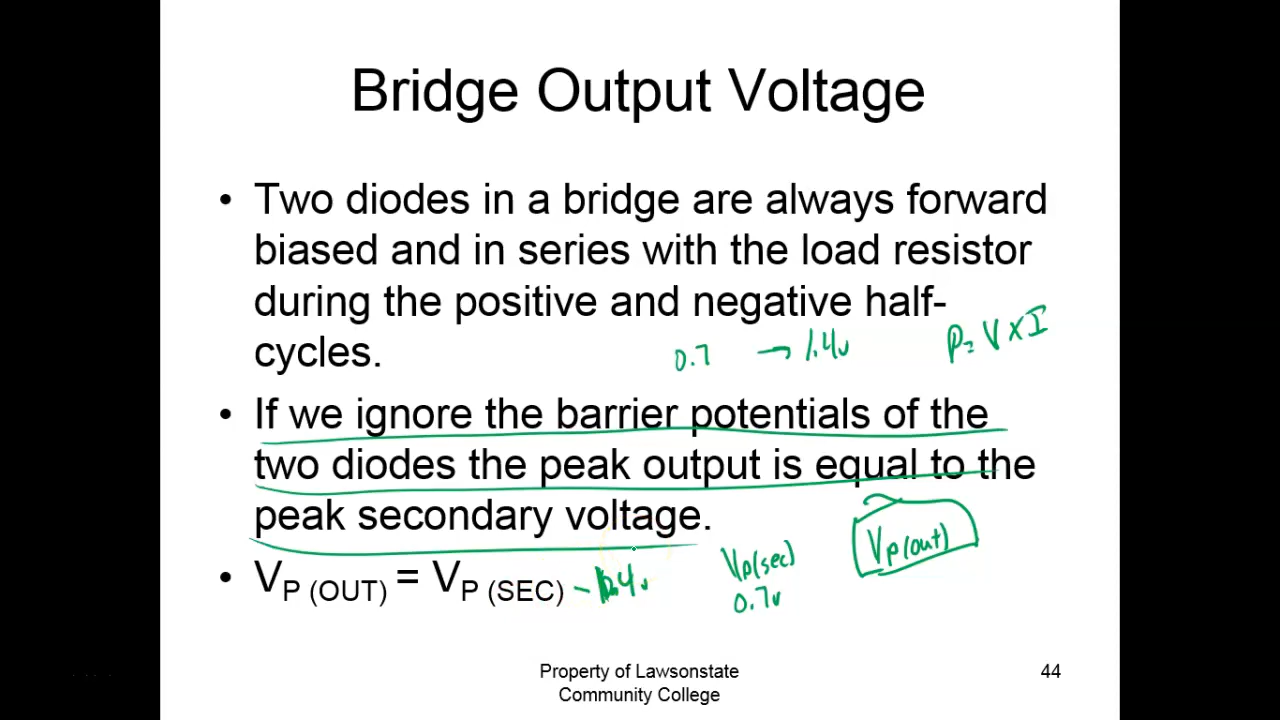 Bridge Output Voltage
• Two diodes in a bridge are always forward
biased and in series with the load resistor
during the positive and negative half-
cycles.
0.7 → 1.4v
P= V X I
• If we ignore the barrier potentials of the
two diodes the peak output is equal to the
peak secondary voltage.
Vp(out)
Vp(sec)
0.7v
• VP (OUT) = VP (SEC) - 1.4v
Property of Lawsonstate
Community College
44